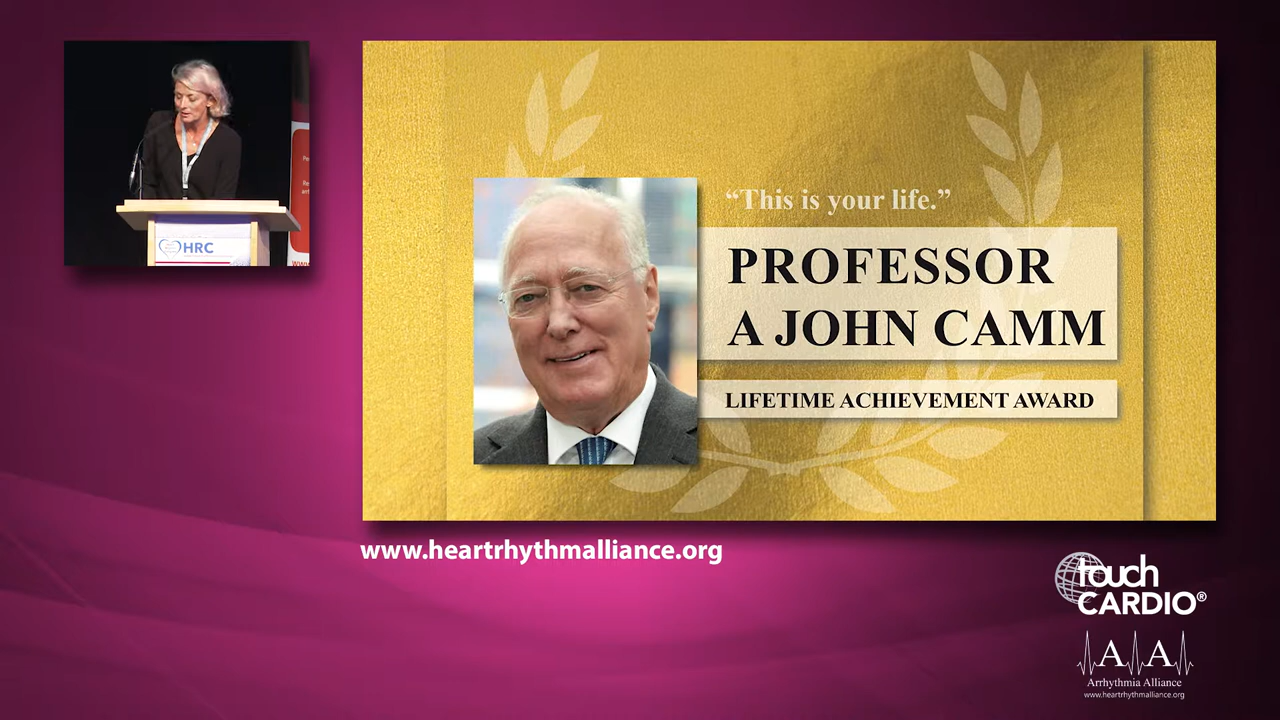 HRC
“This is your life.”
PROFESSOR
A JOHN CAMM
LIFETIME ACHIEVEMENT AWARD
www.heartrhythmalliance.org
touch
CARDIO®
A A
Arrhythmia Alliance
www.heartrhythmalliance.org